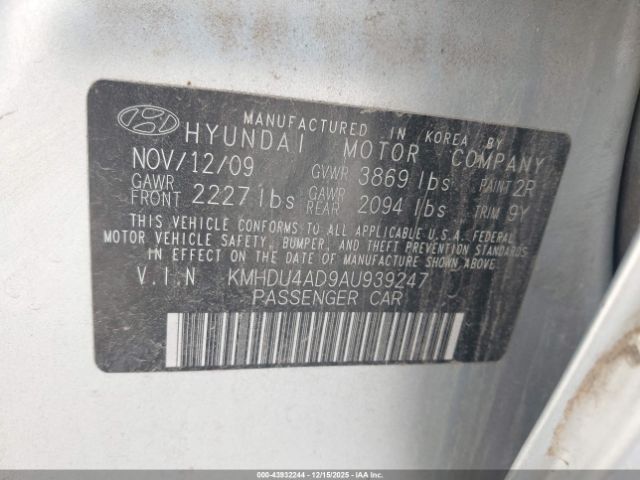 MANUFACTURED IN KOREA BY
HYUNDAI MOTOR COMPANY
NOV/12/09 GVWR 3869 lbs PAINT 2R
GAWR FRONT 2227 lbs GAWR REAR 2094 lbs TRIM 9Y
THIS VEHICLE CONFORMS TO ALL APPLICABLE U.S.A. FEDERAL
MOTOR VEHICLE SAFETY, BUMPER, AND THEFT PREVENTION STANDARDS
IN EFFECT ON THE DATE OF MANUFACTURE SHOWN ABOVE.
V.I.N KMHDU4AD9AU939247
PASSENGER CAR
000-43932244 - 12/15/2025 - IAA Holdings, LLC.